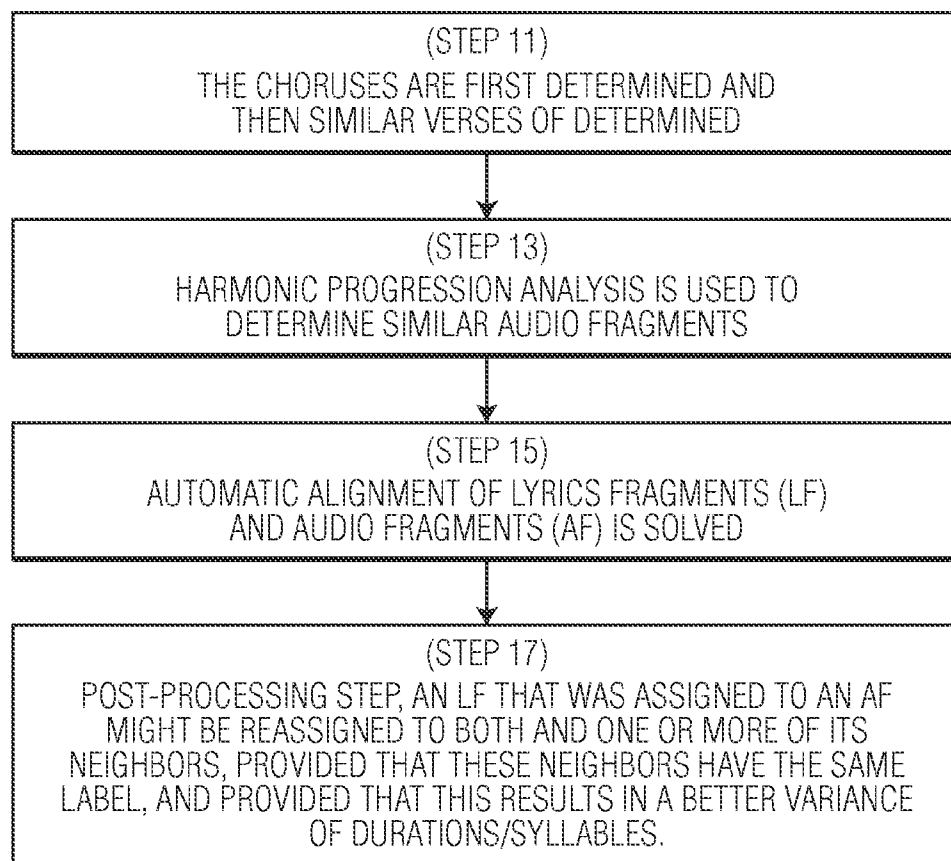 (STEP 11)
THE CHORUSES ARE FIRST DETERMINED AND
THEN SIMILAR VERSES OF DETERMINED
(STEP 13)
HARMONIC PROGRESSION ANALYSIS IS USED TO
DETERMINE SIMILAR AUDIO FRAGMENTS
(STEP 15)
AUTOMATIC ALIGNMENT OF LYRICS FRAGMENTS (LF)
AND AUDIO FRAGMENTS (AF) IS SOLVED
(STEP 17)
POST-PROCESSING STEP, AN LF THAT WAS ASSIGNED TO AN AF
MIGHT BE REASSIGNED TO BOTH AND ONE OR MORE OF ITS
NEIGHBORS, PROVIDED THAT THESE NEIGHBORS HAVE THE SAME
LABEL, AND PROVIDED THAT THIS RESULTS IN A BETTER VARIANCE
OF DURATIONS/SYLLABLES.